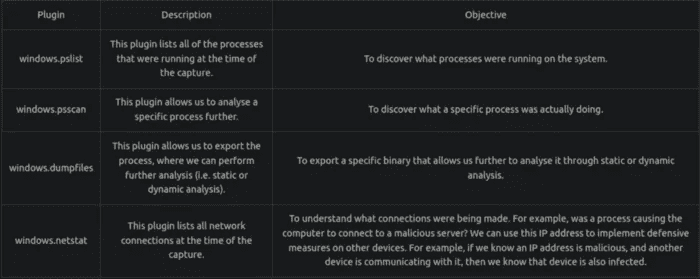 Plugin Description Objective
windows.pslist
This plugin lists all of the processes
that were running at the time of
the capture.
To discover what processes were running on the system.
windows.psscan
This plugin allows us to analyse a
specific process further.
To discover what a specific process was actually doing.
windows.dumpfiles
This plugin allows us to export the
process, where we can perform
further analysis (i.e. static or
dynamic analysis).
To export a specific binary that allows us further to analyse it through static or dynamic
analysis.
windows.netstat
This plugin lists all network
connections at the time of the
capture.
To understand what connections were being made. For example, was a process causing the
computer to connect to a malicious server? We can use this IP address to implement defensive
measures on other devices. For example, if we know an IP address is malicious, and another
device is communicating with it, then we know that device is also infected.